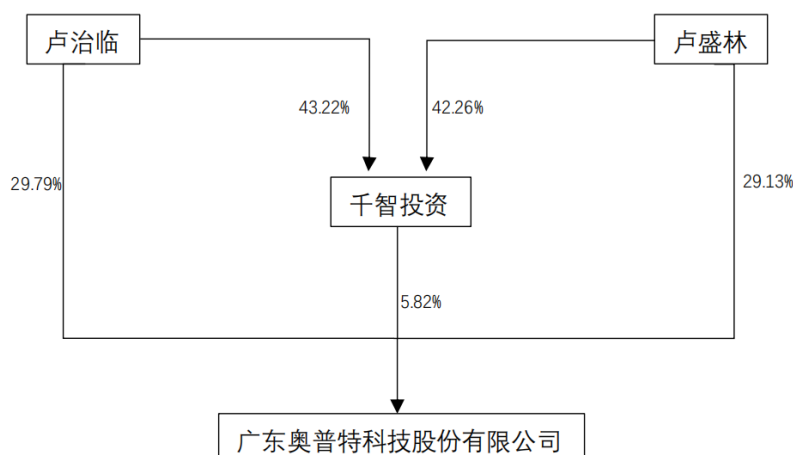 卢治临
卢盛林
43.22%
42.26%
29.79%
29.13%
千智投资
5.82%
广东奥普特科技股份有限公司